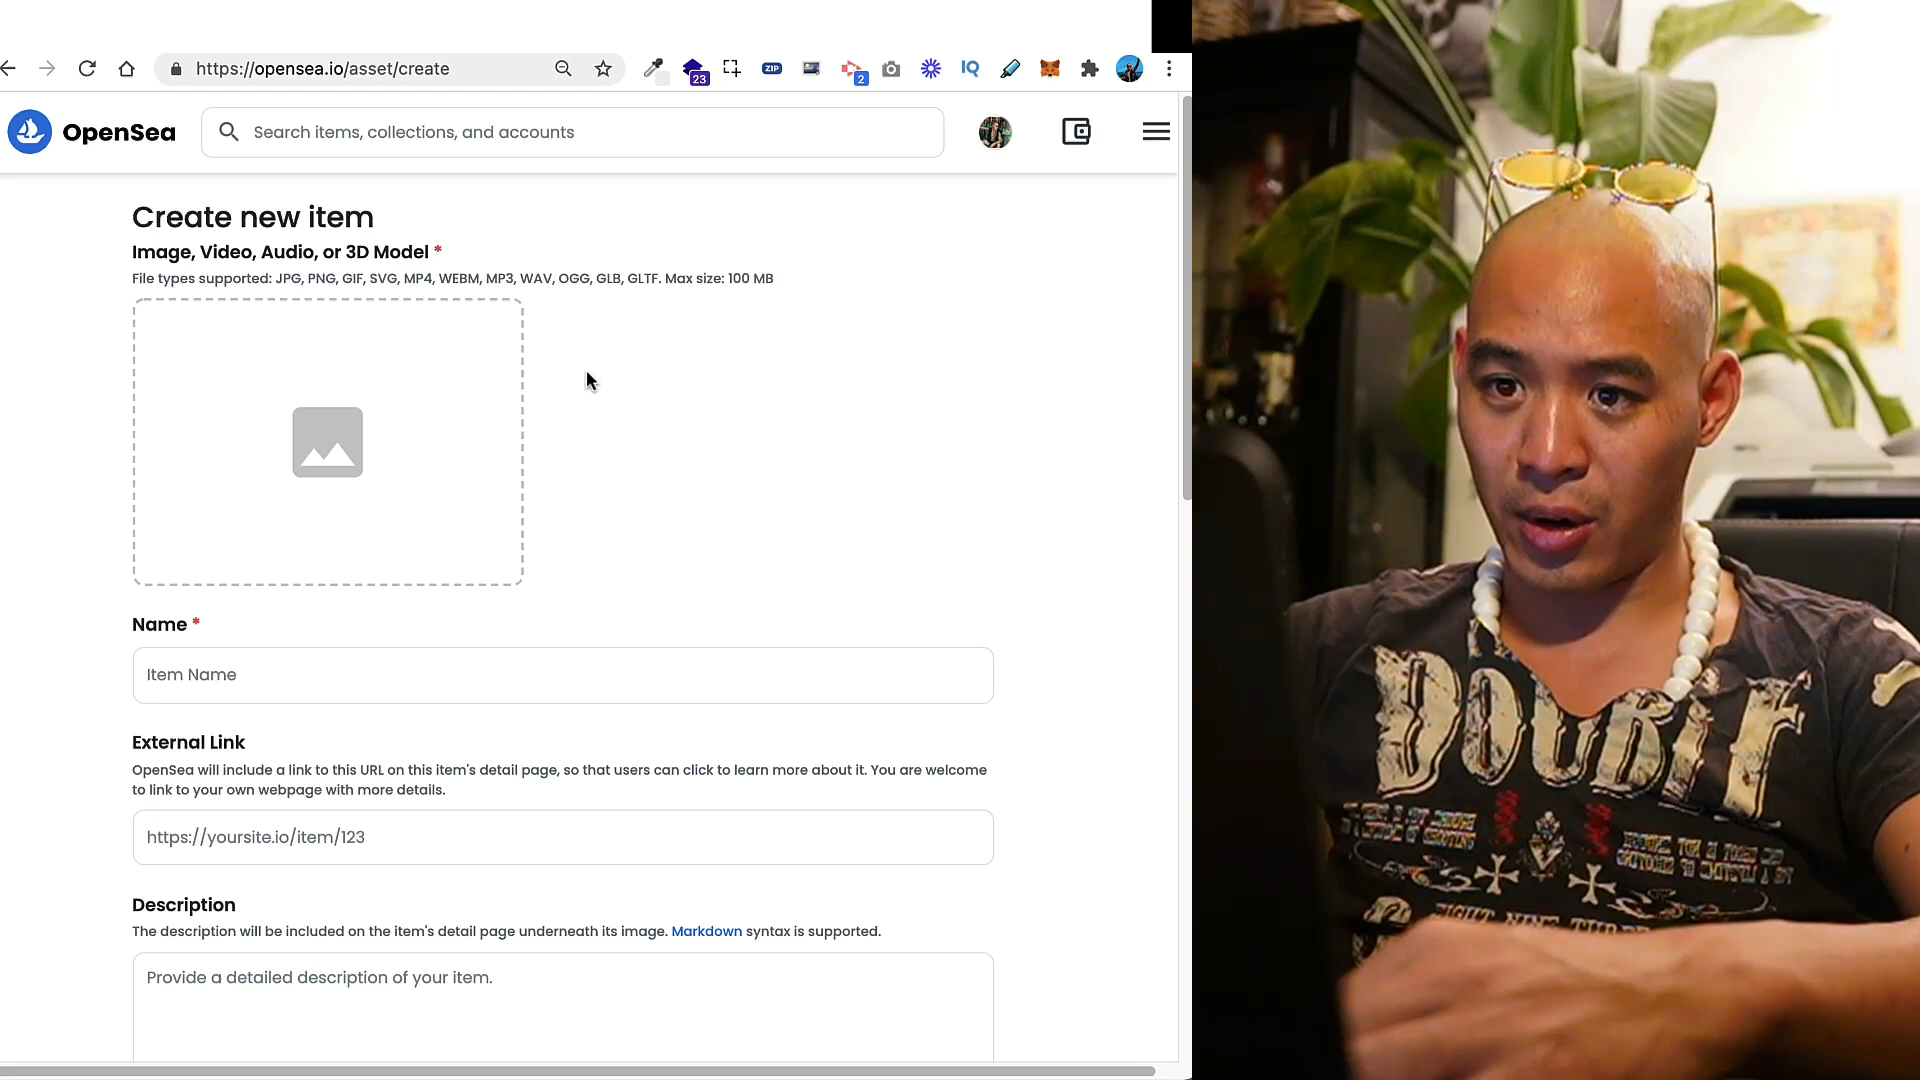 https://opensea.io/asset/create
23
ZIP
2
IQ
OpenSea
Search items, collections, and accounts
Create new item
Image, Video, Audio, or 3D Model *
File types supported: JPG, PNG, GIF, SVG, MP4, WEBM, MP3, WAV, OGG, GLB, GLTF. Max size: 100 MB
Name *
Item Name
External Link
OpenSea will include a link to this URL on this item's detail page, so that users can click to learn more about it. You are welcome
to link to your own webpage with more details.
https://yoursite.io/item/123
Description
The description will be included on the item's detail page underneath its image. Markdown syntax is supported.
Provide a detailed description of your item.